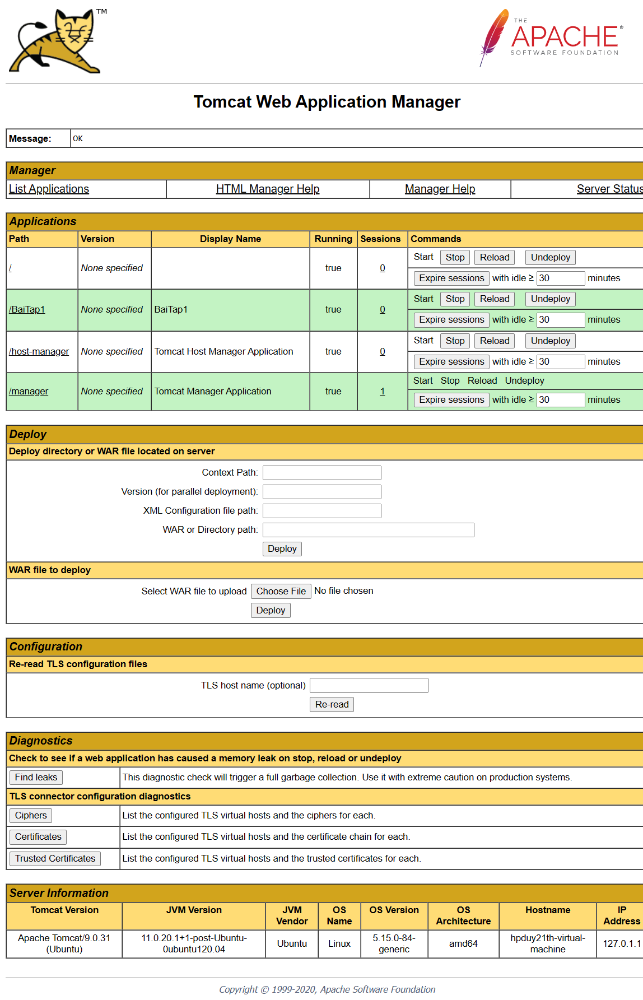 TM
THE
APACHE®
SOFTWARE FOUNDATION
Tomcat Web Application Manager
Message: OK
Manager
List Applications HTML Manager Help Manager Help Server Status
Applications
Path Version Display Name Running Sessions Commands
/ None specified true 0 Start Stop Reload Undeploy
Expire sessions with idle ≥ 30 minutes
/BaiTap1 None specified BaiTap1 true 0 Start Stop Reload Undeploy
Expire sessions with idle ≥ 30 minutes
/host-manager None specified Tomcat Host Manager Application true 0 Start Stop Reload Undeploy
Expire sessions with idle ≥ 30 minutes
/manager None specified Tomcat Manager Application true 1 Start Stop Reload Undeploy
Expire sessions with idle ≥ 30 minutes
Deploy
Deploy directory or WAR file located on server
Context Path:
Version (for parallel deployment):
XML Configuration file path:
WAR or Directory path:
Deploy
WAR file to deploy
Select WAR file to upload Choose File No file chosen
Deploy
Configuration
Re-read TLS configuration files
TLS host name (optional)
Re-read
Diagnostics
Check to see if a web application has caused a memory leak on stop, reload or undeploy
Find leaks This diagnostic check will trigger a full garbage collection. Use it with extreme caution on production systems.
TLS connector configuration diagnostics
Ciphers List the configured TLS virtual hosts and the ciphers for each.
Certificates List the configured TLS virtual hosts and the certificate chain for each.
Trusted Certificates List the configured TLS virtual hosts and the trusted certificates for each.
Server Information
Tomcat Version JVM Version JVM Vendor OS Name OS Version OS Architecture Hostname IP Address
Apache Tomcat/9.0.31 (Ubuntu) 11.0.20.1+1-post-Ubuntu-0ubuntu120.04 Ubuntu Linux 5.15.0-84-generic amd64 hpduy21th-virtual-machine 127.0.1.1
Copyright © 1999-2020, Apache Software Foundation